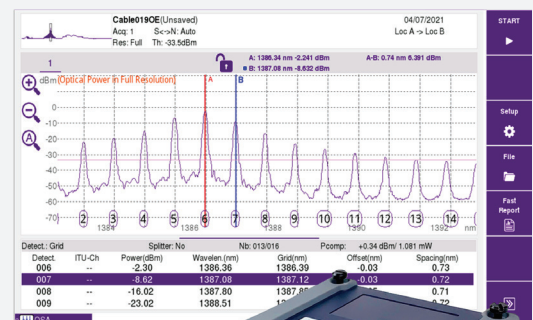 Cable019OE(Unsaved)
04/07/2021
START
Acq: 1 S<->N: Auto
Loc A -> Loc B
Res: Full Th: -33.5dBm
1
A: 1386.34 nm -2.241 dBm A-B: 0.74 nm 6.391 dBm
B: 1387.08 nm -8.632 dBm
dBm (Optical Power in Full Resolution)
A B
0
-10
-20
-30
-40
-50
-60
-70
2 3 4 5 6 7 8 9 10 11 12 13 14
1384 1386 1388 1390 1392 nm
Setup
File
Fast
Report
Detect.: Grid Splitter: No Nb: 013/016 Pcomp: +0.34 dBm/ 1.081 mW
Detect. ITU-Ch Power(dBm) Wavelen.(nm) Grid(nm) Offset(nm) Spacing(nm)
006 -- -2.30 1386.36 1386.39 -0.03 0.73
007 -- -8.62 1387.08 1387.12 -0.03 0.72
008 -- -16.02 1387.80 0.71
009 -- -23.02 1388.51 0.72
OSA